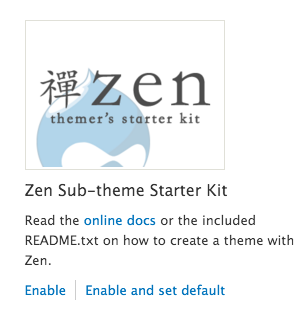 禪 zen
themer's starter kit
Zen Sub-theme Starter Kit
Read the online docs or the included
README.txt on how to create a theme with
Zen.
Enable Enable and set default